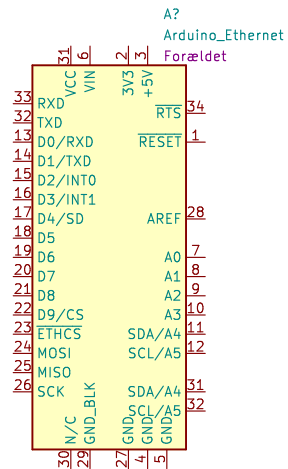 A?
Arduino_Ethernet
Forældet
31 6 2 3
VCC VIN 3V3 +5V
33 RXD RTS 34
32 TXD
13 D0/RXD RESET 1
14 D1/TXD
15 D2/INT0
16 D3/INT1
17 D4/SD AREF 28
18 D5
19 D6 A0 7
20 D7 A1 8
21 D8 A2 9
22 D9/CS A3 10
23 ETHCS SDA/A4 11
24 MOSI SCL/A5 12
25 MISO
26 SCK SDA/A4 31
SCL/A5 32
N/C GND_BLK GND GND GND
30 29 27 4 5